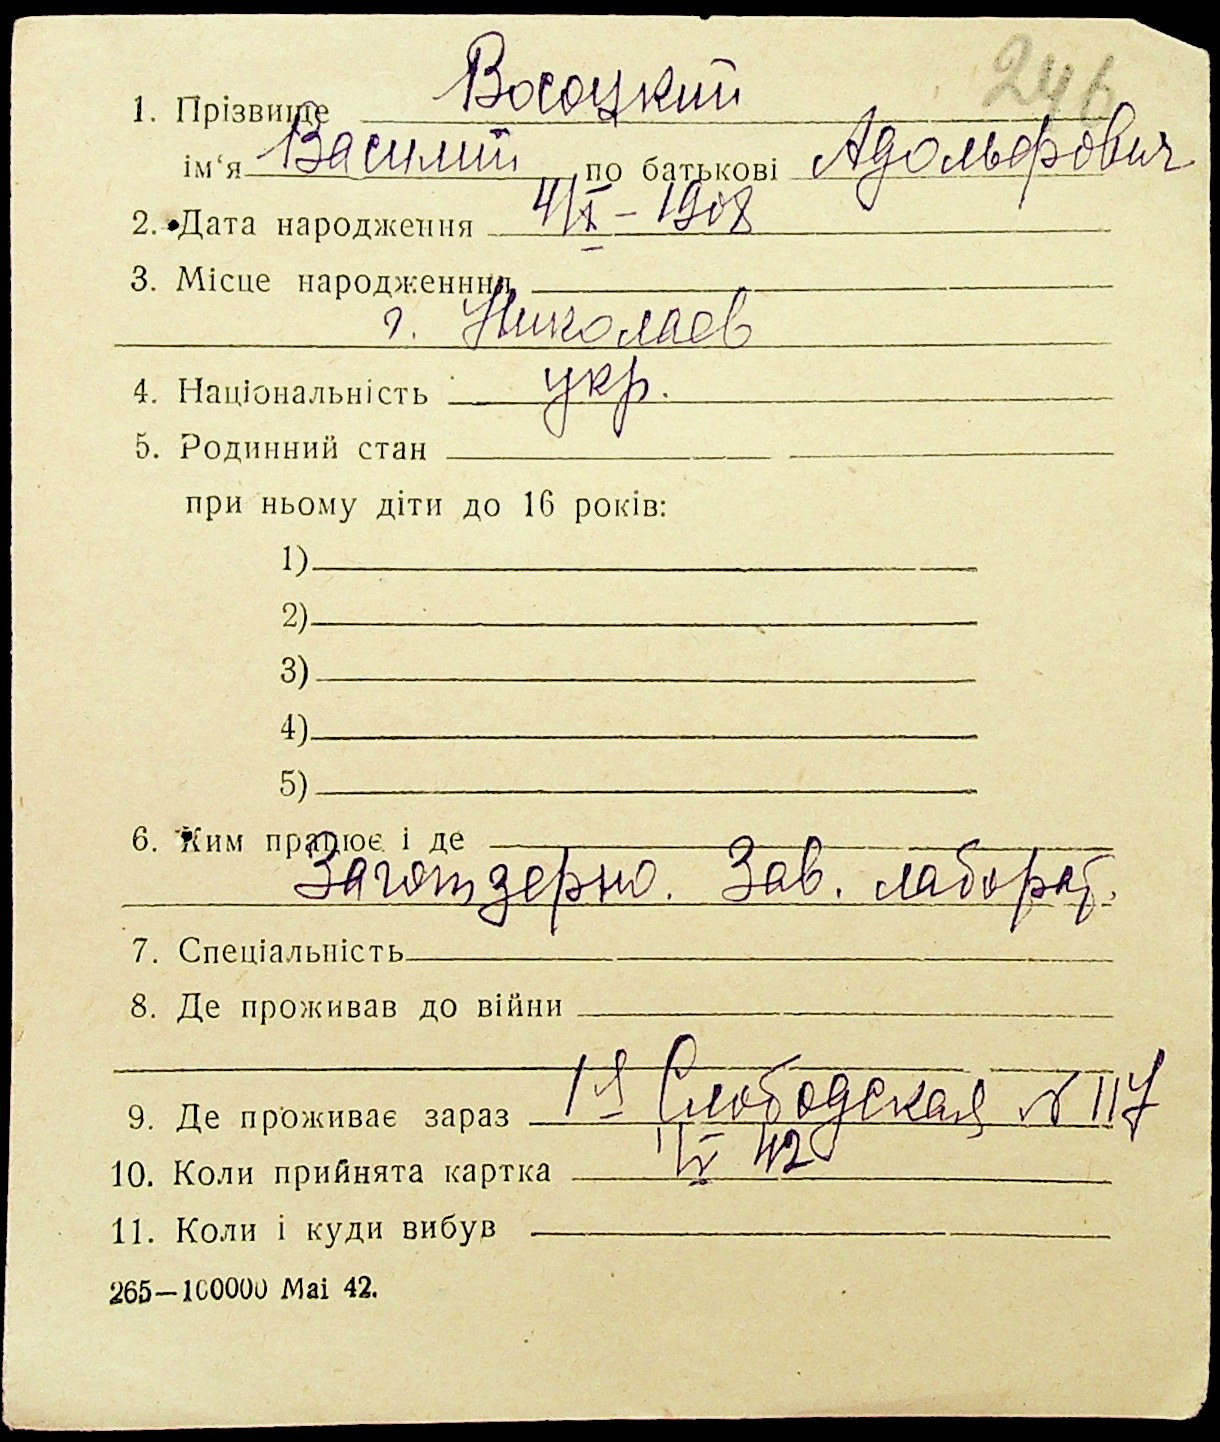 246
1. Прізвище Восоцкий
ім‘я Василий по батькові Адольфович
2. Дата народження 4/X – 1908
3. Місце народженння
г. Николаев
4. Національність укр.
5. Родинний стан
при ньому діти до 16 років:
1)
2)
3)
4)
5)
6. Ким працює і де
Заготзерно. Зав. лаборат.
7. Спеціальність
8. Де проживав до війни
9. Де проживає зараз 1я Слободская № 117
10. Коли прийнята картка 42
11. Коли і куди вибув
265—100000 Mai 42.